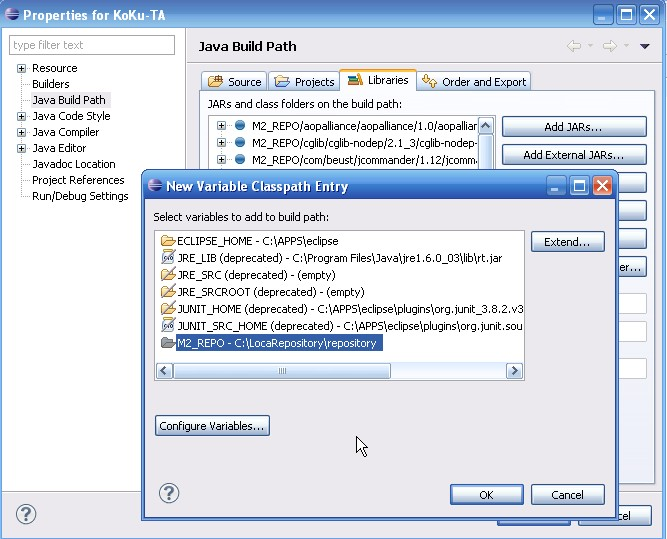 Properties for KoKu-TA
type filter text
Resource
Builders
Java Build Path
Java Code Style
Java Compiler
Java Editor
Javadoc Location
Project References
Run/Debug Settings
Java Build Path
Source
Projects
Libraries
Order and Export
JARs and class folders on the build path:
M2_REPO/aopalliance/aopalliance/1.0/aopallian
M2_REPO/cglib/cglib-nodep/2.1_3/cglib-nodep-
M2_REPO/com/beust/jcommander/1.12/jcomm
Add JARs...
Add External JARs...
er...
New Variable Classpath Entry
Select variables to add to build path:
ECLIPSE_HOME - C:\APPS\eclipse
JRE_LIB (deprecated) - C:\Program Files\Java\jre1.6.0_03\lib\rt.jar
JRE_SRC (deprecated) - (empty)
JRE_SRCROOT (deprecated) - (empty)
JUNIT_HOME (deprecated) - C:\APPS\eclipse\plugins\org.junit_3.8.2.v3
JUNIT_SRC_HOME (deprecated) - C:\APPS\eclipse\plugins\org.junit.sou
M2_REPO - C:\LocaRepository\repository
Extend...
Configure Variables...
OK
Cancel
cel